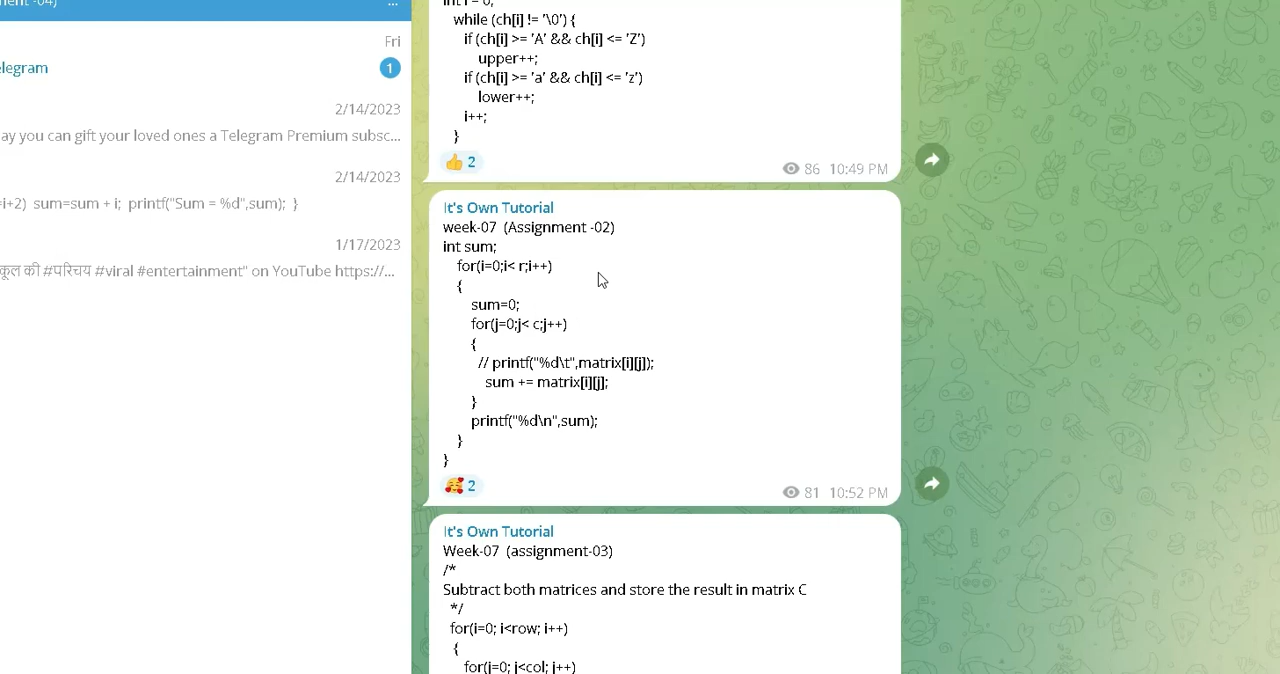 ment -04)
...
Fri
elegram
1
2/14/2023
ay you can gift your loved ones a Telegram Premium subsc...
2/14/2023
=i+2)  sum=sum + i;  printf("Sum = %d",sum);  }
1/17/2023
कूल की #परिचय #viral #entertainment" on YouTube https://...
int i = 0;
while (ch[i] != '\0') {
if (ch[i] >= 'A' && ch[i] <= 'Z')
upper++;
if (ch[i] >= 'a' && ch[i] <= 'z')
lower++;
i++;
}
👍 2
86 10:49 PM
It's Own Tutorial
week-07 (Assignment -02)
int sum;
for(i=0;i< r;i++)
{
sum=0;
for(j=0;j< c;j++)
{
// printf("%d\t",matrix[i][j]);
sum += matrix[i][j];
}
printf("%d\n",sum);
}
}
🥰 2
81 10:52 PM
It's Own Tutorial
Week-07 (assignment-03)
/*
Subtract both matrices and store the result in matrix C
*/
for(i=0; i<row; i++)
{
for(j=0; j<col; j++)